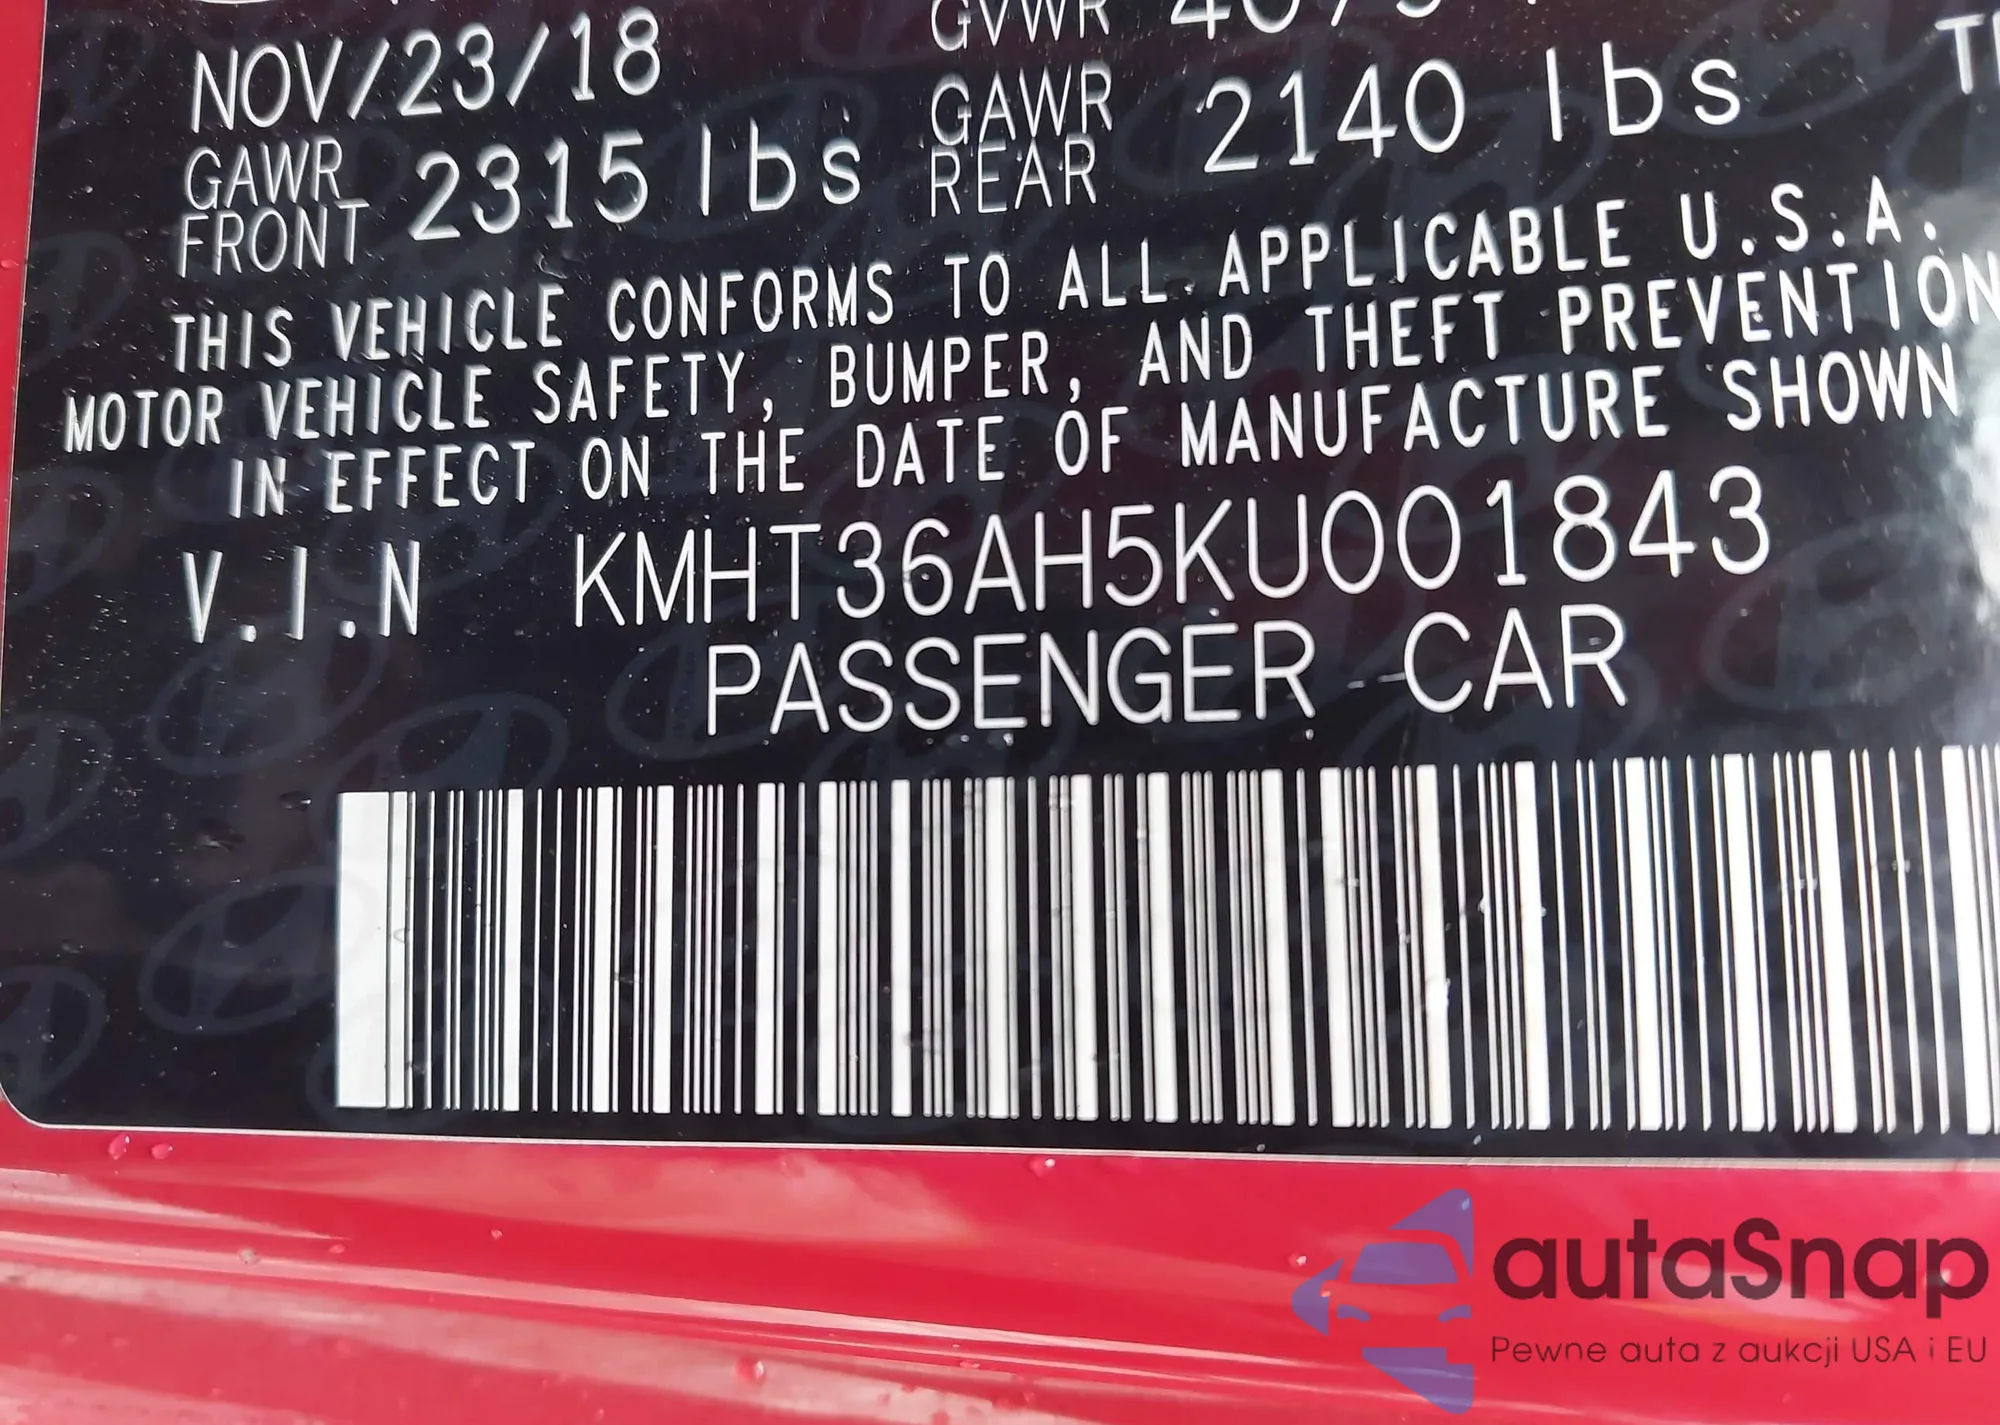 NOV/23/18
GVWR
GAWR FRONT 2315 lbs GAWR REAR 2140 lbs
THIS VEHICLE CONFORMS TO ALL APPLICABLE U.S.A.
MOTOR VEHICLE SAFETY, BUMPER, AND THEFT PREVENTION
IN EFFECT ON THE DATE OF MANUFACTURE SHOWN
V.I.N KMHT36AH5KU001843
PASSENGER CAR
autaSnap
Pewne auta z aukcji USA i EU